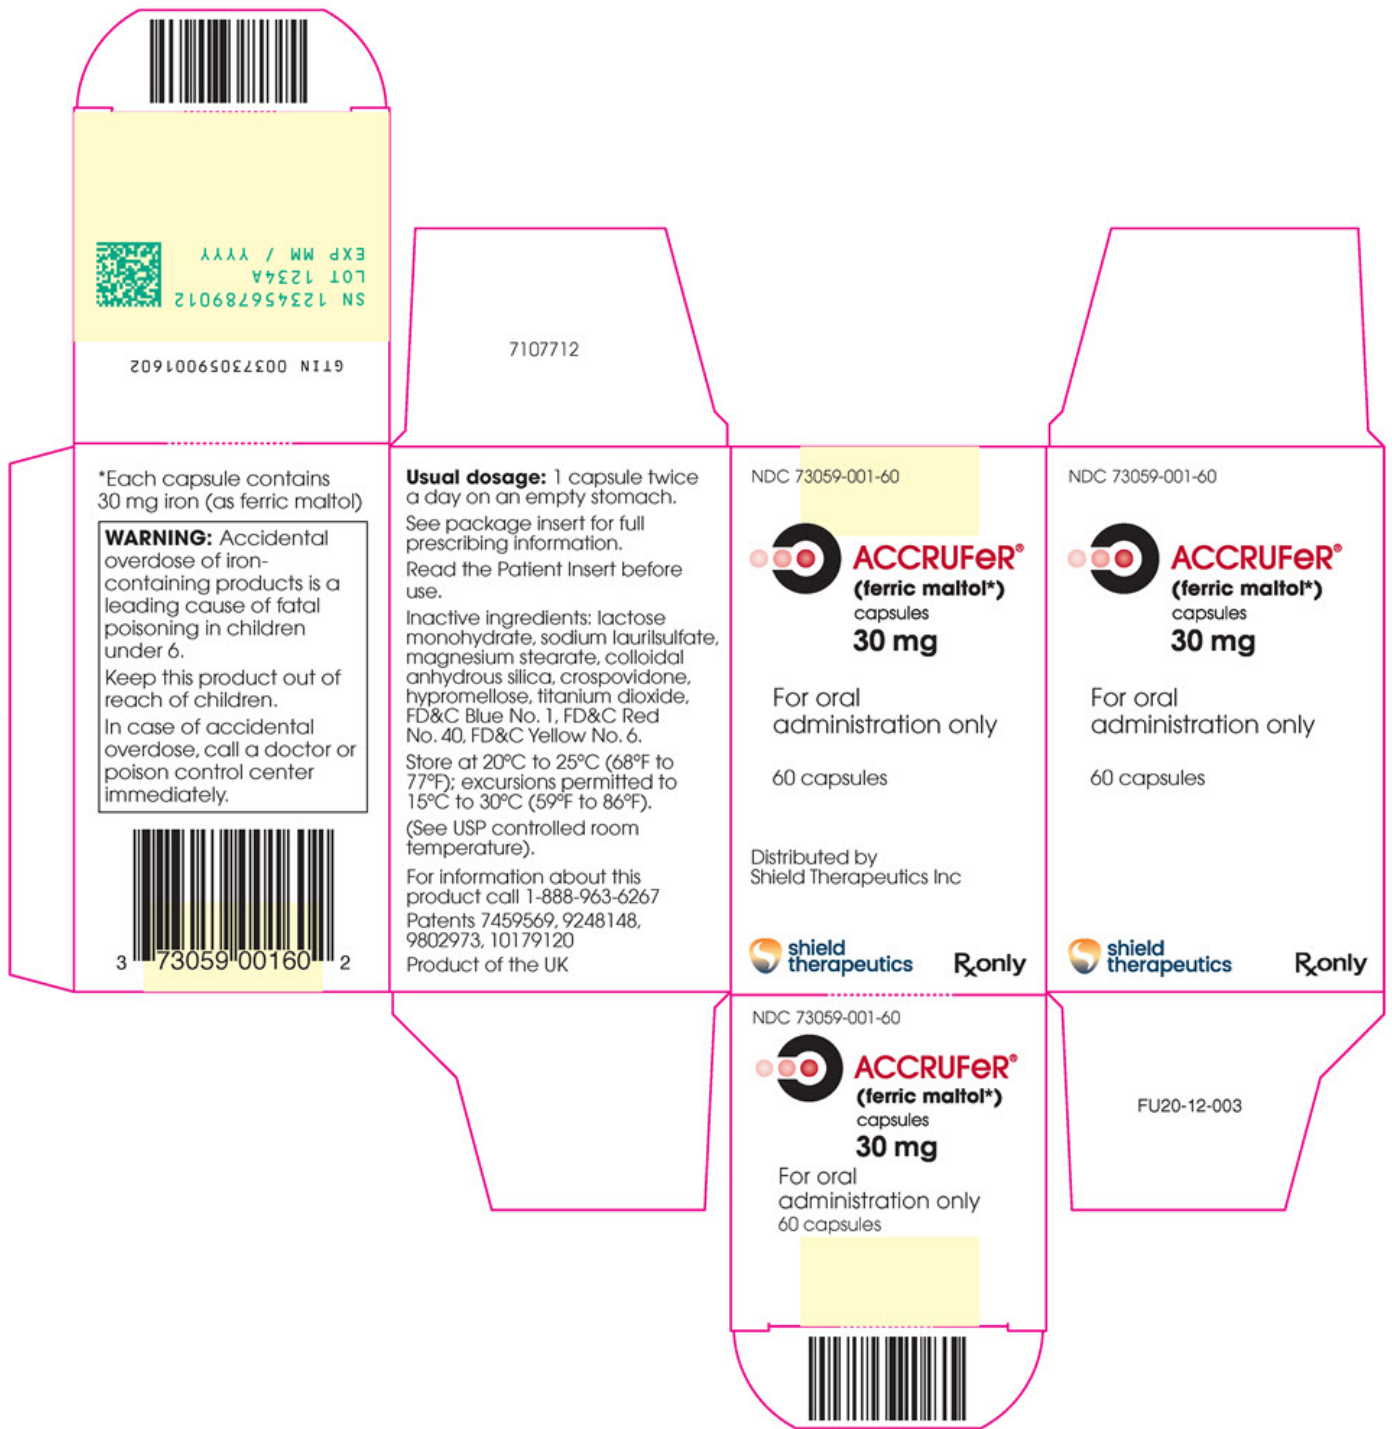 EXP MM / YYYY
LOT 1234A
SN 123456789012
GTIN 00373059001602
*Each capsule contains
30 mg iron (as ferric maltol)
WARNING: Accidental
overdose of iron-
containing products is a
leading cause of fatal
poisoning in children
under 6.
Keep this product out of
reach of children.
In case of accidental
overdose, call a doctor or
poison control center
immediately.
3 73059 00160 2
7107712
Usual dosage: 1 capsule twice
a day on an empty stomach.
See package insert for full
prescribing information.
Read the Patient Insert before
use.
Inactive ingredients: lactose
monohydrate, sodium laurilsulfate,
magnesium stearate, colloidal
anhydrous silica, crospovidone,
hypromellose, titanium dioxide,
FD&C Blue No. 1, FD&C Red
No. 40, FD&C Yellow No. 6.
Store at 20°C to 25°C (68°F to
77°F); excursions permitted to
15°C to 30°C (59°F to 86°F).
(See USP controlled room
temperature).
For information about this
product call 1-888-963-6267
Patents 7459569, 9248148,
9802973, 10179120
Product of the UK
NDC 73059-001-60
ACCRUFeR®
(ferric maltol*)
capsules
30 mg
For oral
administration only
60 capsules
Distributed by
Shield Therapeutics Inc
shield
therapeutics
Rx only
NDC 73059-001-60
ACCRUFeR®
(ferric maltol*)
capsules
30 mg
For oral
administration only
60 capsules
shield
therapeutics
Rx only
NDC 73059-001-60
ACCRUFeR®
(ferric maltol*)
capsules
30 mg
For oral
administration only
60 capsules
FU20-12-003